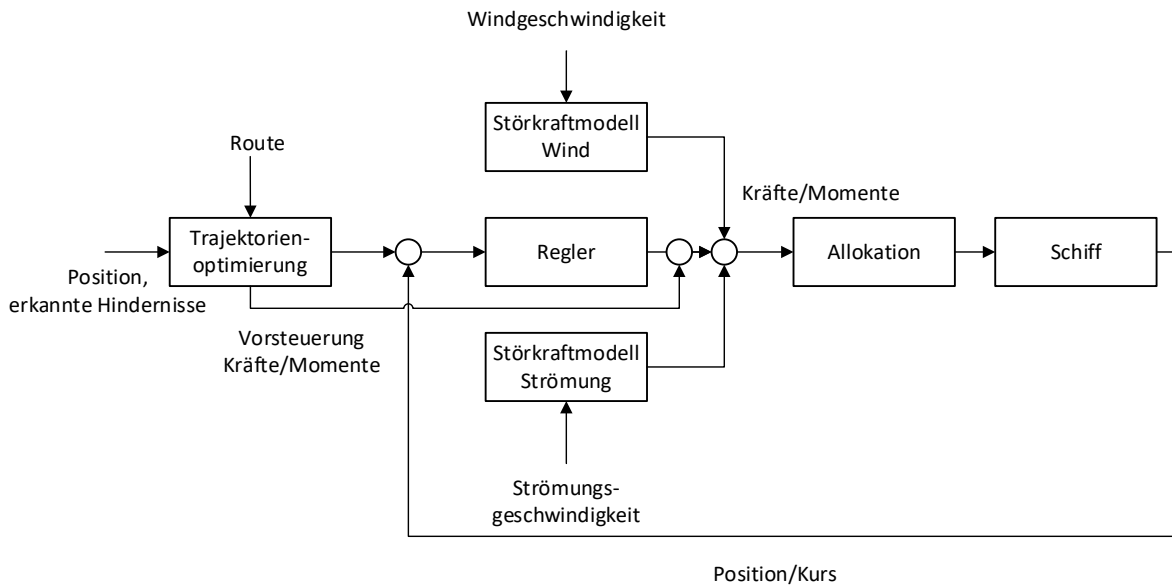 Windgeschwindigkeit
Störkraftmodell
Wind
Route
Kräfte/Momente
Trajektorien-
optimierung
Regler
Allokation
Schiff
Position,
erkannte Hindernisse
Vorsteuerung
Kräfte/Momente
Störkraftmodell
Strömung
Strömungs-
geschwindigkeit
Position/Kurs